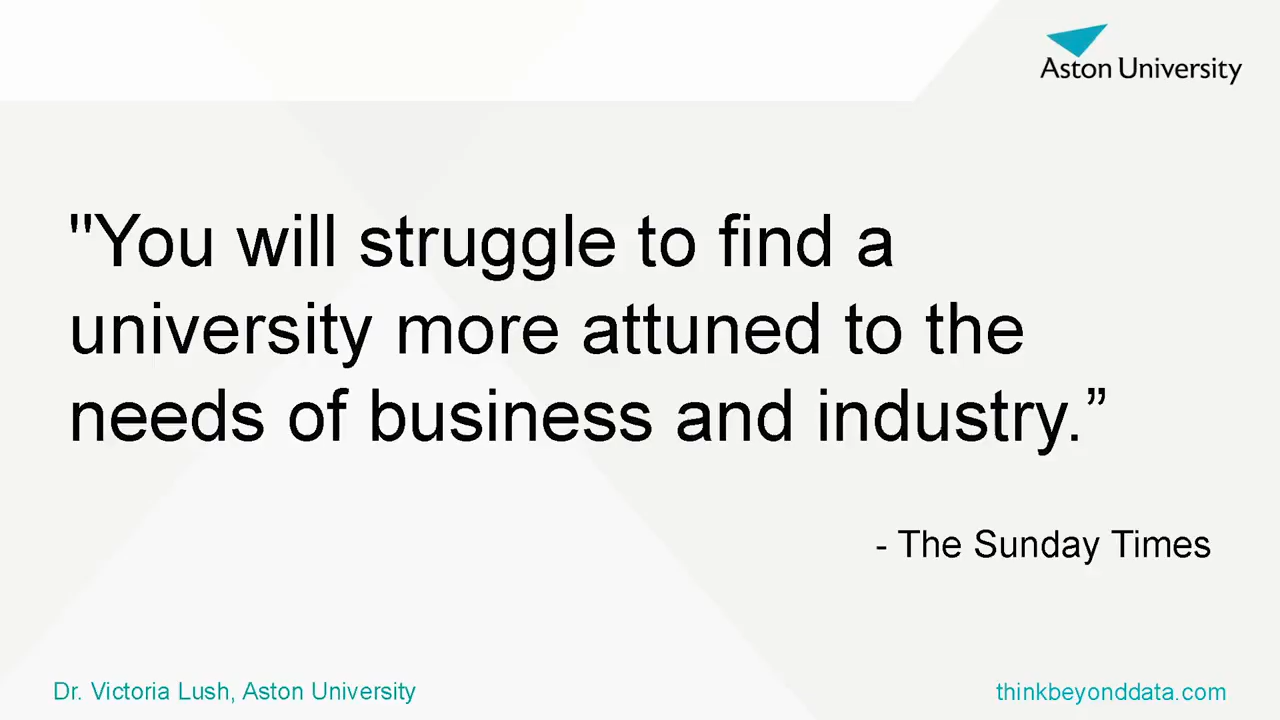 Aston University
"You will struggle to find a
university more attuned to the
needs of business and industry.”
- The Sunday Times
Dr. Victoria Lush, Aston University
thinkbeyonddata.com